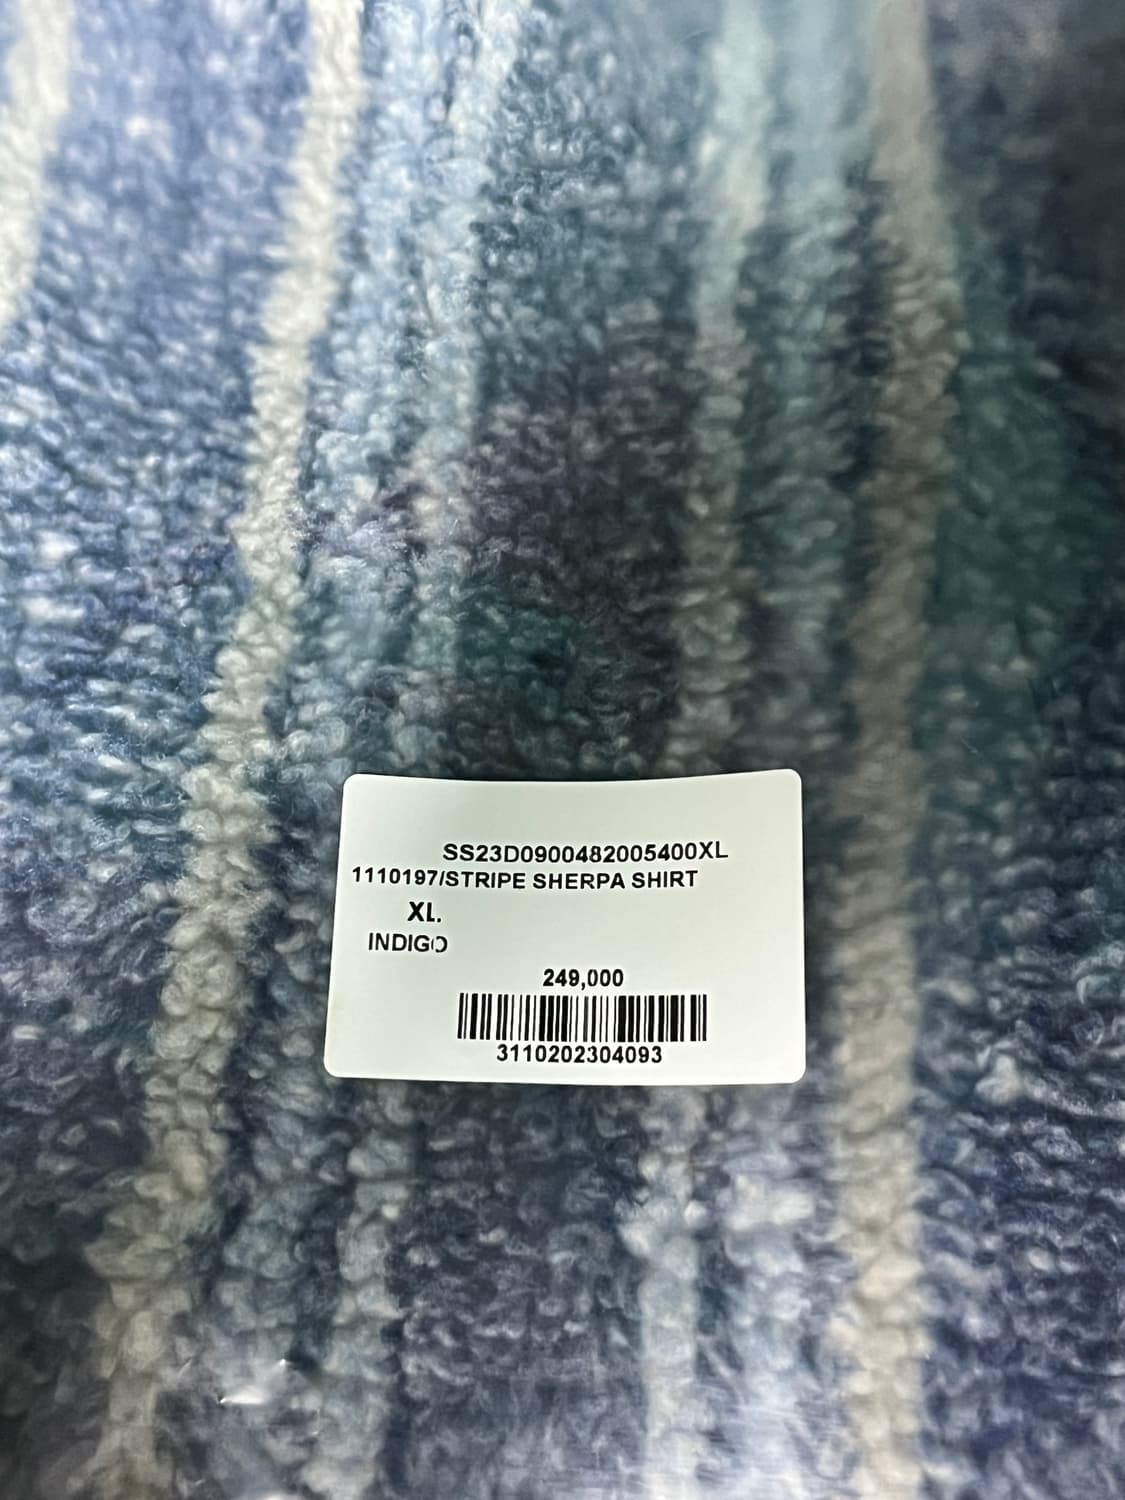 SS23D0900482005400XL
1110197/STRIPE SHERPA SHIRT
XL.
INDIGO
249,000
3110202304093